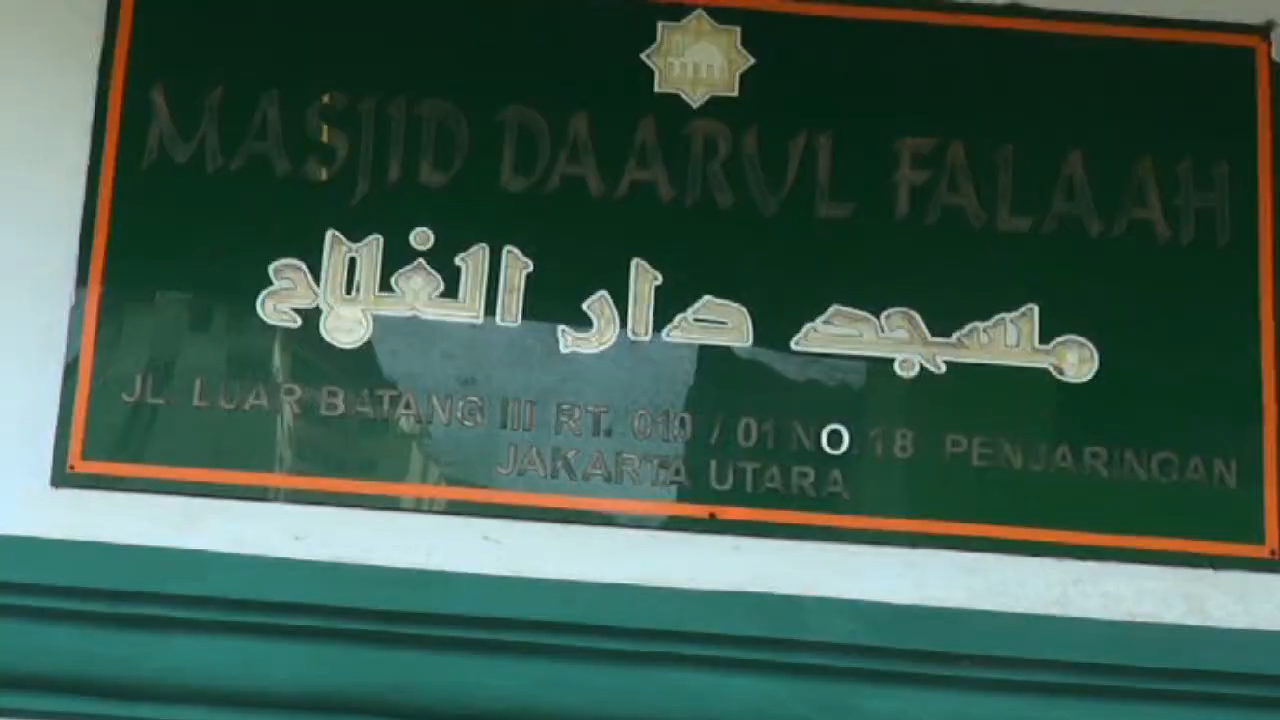 MASJID DAARUL FALAAH
مسجد دار الفلاح
JL. LUAR BATANG III RT. 010 / 01 NO.18 PENJARINGAN
JAKARTA UTARA